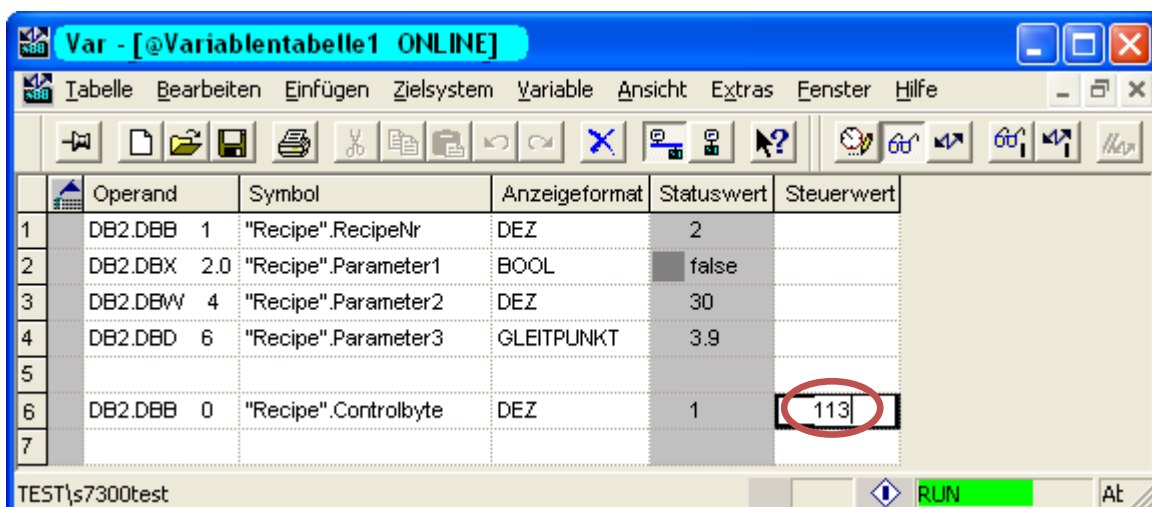 Var - [@Variablentabelle1 ONLINE]
Tabelle Bearbeiten Einfügen Zielsystem Variable Ansicht Extras Fenster Hilfe
Operand Symbol Anzeigeformat Statuswert Steuerwert
1 DB2.DBB 1 "Recipe".RecipeNr DEZ 2
2 DB2.DBX 2.0 "Recipe".Parameter1 BOOL false
3 DB2.DBW 4 "Recipe".Parameter2 DEZ 30
4 DB2.DBD 6 "Recipe".Parameter3 GLEITPUNKT 3.9
5
6 DB2.DBB 0 "Recipe".Controlbyte DEZ 1 113
7
TEST\s7300test RUN